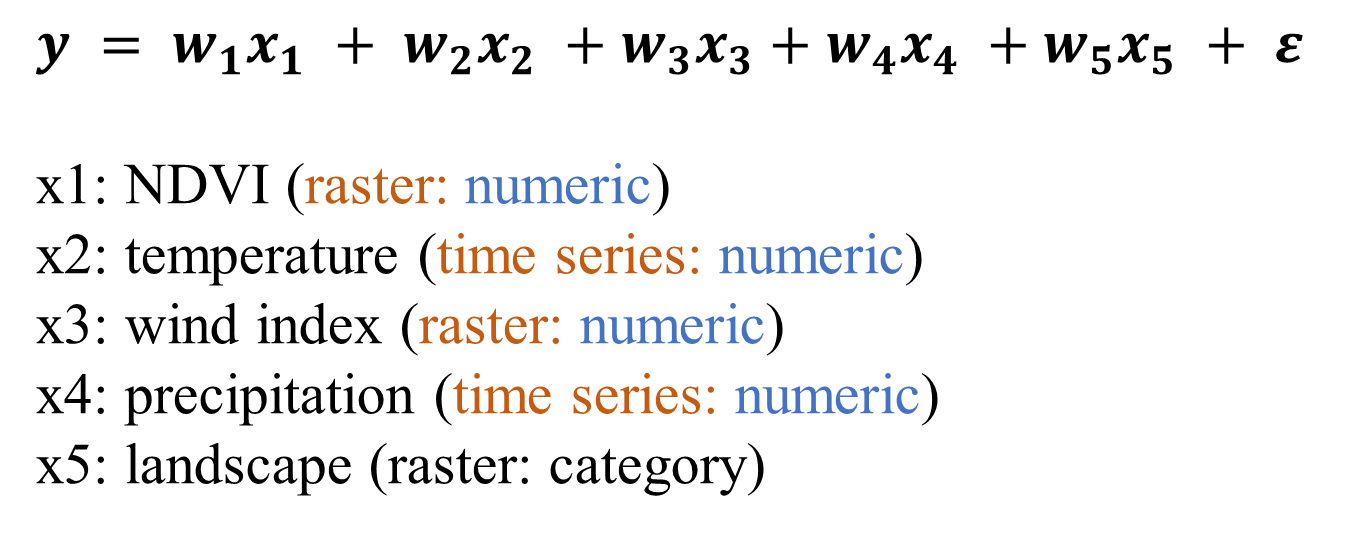 y = w₁x₁ + w₂x₂ + w₃x₃ + w₄x₄ + w₅x₅ + ε
x1: NDVI (raster: numeric)
x2: temperature (time series: numeric)
x3: wind index (raster: numeric)
x4: precipitation (time series: numeric)
x5: landscape (raster: category)